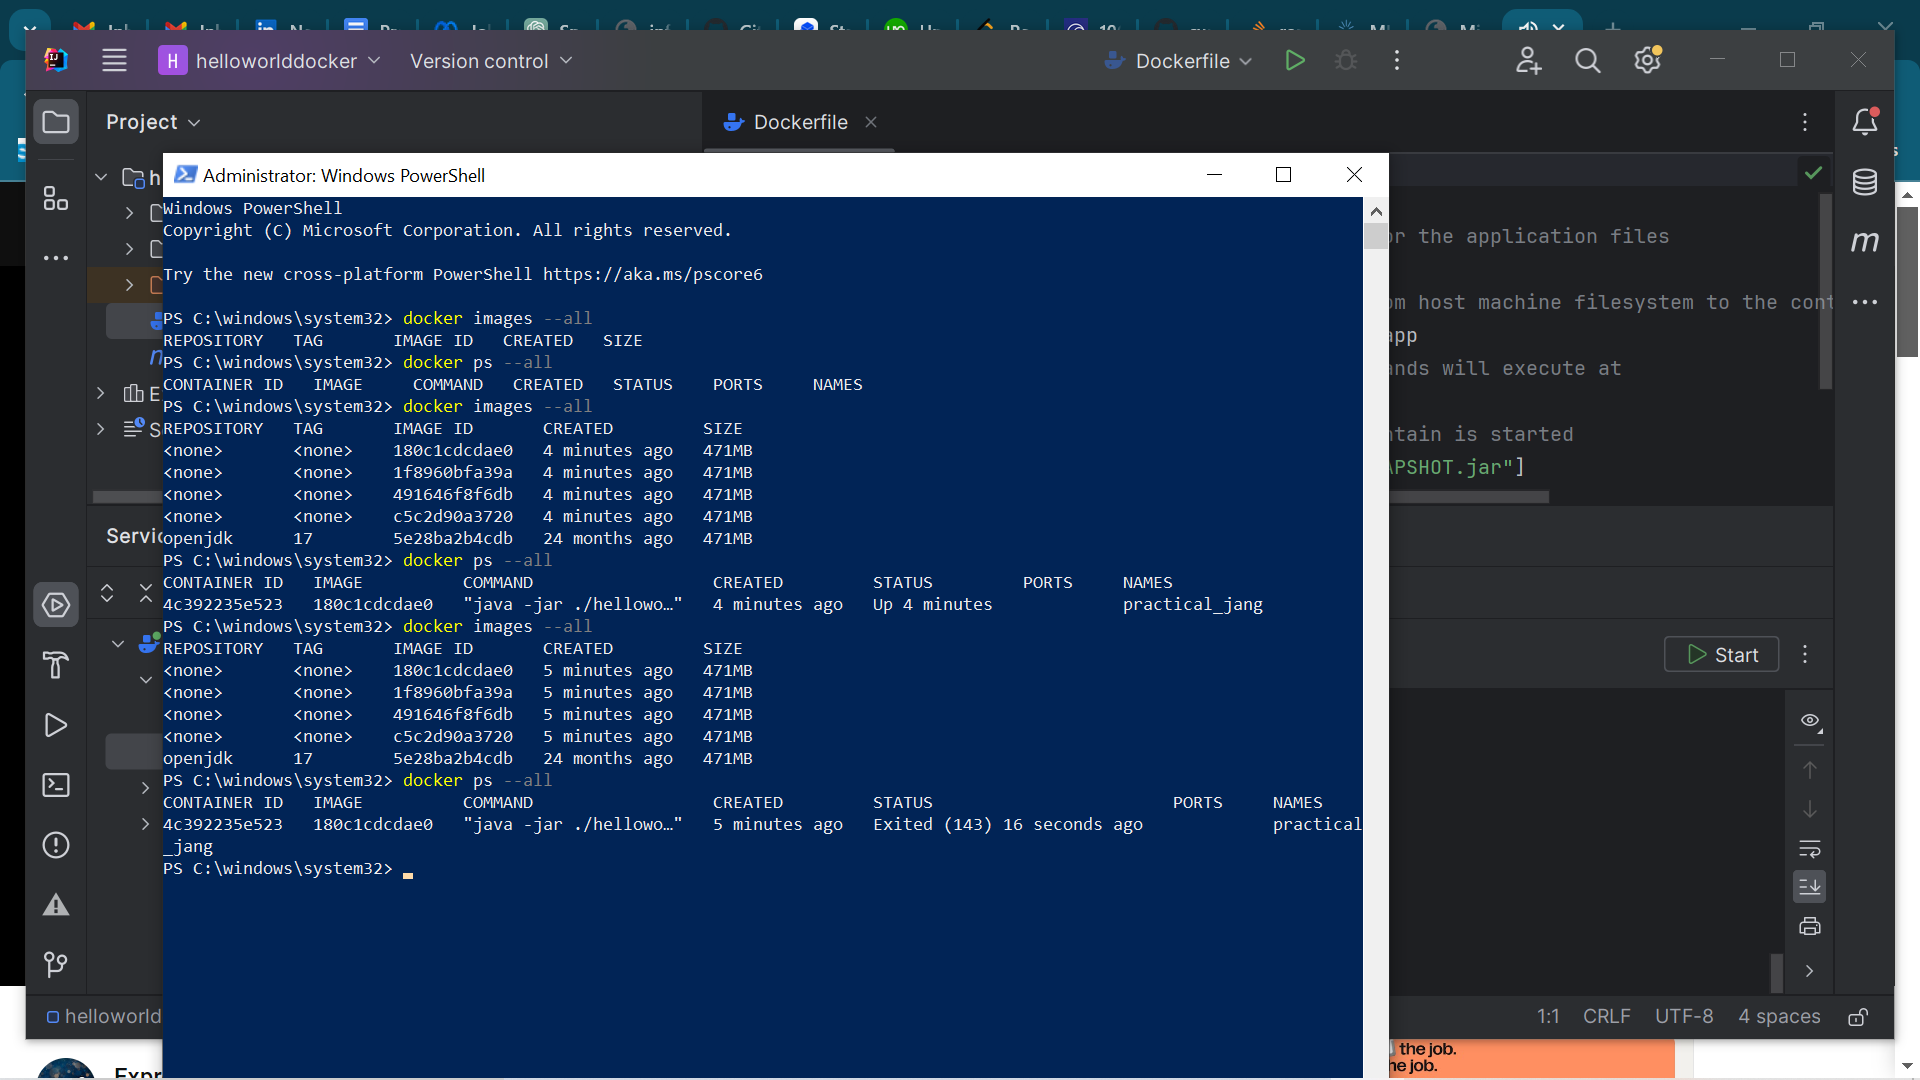 H helloworlddocker Version control Dockerfile
Project Dockerfile
Administrator: Windows PowerShell
Windows PowerShell
Copyright (C) Microsoft Corporation. All rights reserved.
Try the new cross-platform PowerShell https://aka.ms/pscore6
PS C:\windows\system32> docker images --all
REPOSITORY TAG IMAGE ID CREATED SIZE
PS C:\windows\system32> docker ps --all
CONTAINER ID IMAGE COMMAND CREATED STATUS PORTS NAMES
PS C:\windows\system32> docker images --all
REPOSITORY TAG IMAGE ID CREATED SIZE
<none> <none> 180c1cdcdae0 4 minutes ago 471MB
<none> <none> 1f8960bfa39a 4 minutes ago 471MB
<none> <none> 491646f8f6db 4 minutes ago 471MB
<none> <none> c5c2d90a3720 4 minutes ago 471MB
openjdk 17 5e28ba2b4cdb 24 months ago 471MB
PS C:\windows\system32> docker ps --all
CONTAINER ID IMAGE COMMAND CREATED STATUS PORTS NAMES
4c392235e523 180c1cdcdae0 "java -jar ./hellowo…" 4 minutes ago Up 4 minutes practical_jang
PS C:\windows\system32> docker images --all
REPOSITORY TAG IMAGE ID CREATED SIZE
<none> <none> 180c1cdcdae0 5 minutes ago 471MB
<none> <none> 1f8960bfa39a 5 minutes ago 471MB
<none> <none> 491646f8f6db 5 minutes ago 471MB
<none> <none> c5c2d90a3720 5 minutes ago 471MB
openjdk 17 5e28ba2b4cdb 24 months ago 471MB
PS C:\windows\system32> docker ps --all
CONTAINER ID IMAGE COMMAND CREATED STATUS PORTS NAMES
4c392235e523 180c1cdcdae0 "java -jar ./hellowo…" 5 minutes ago Exited (143) 16 seconds ago practical
_jang
PS C:\windows\system32>
the application files
host machine filesystem to the cont
app
will execute at
is started
APSHOT.jar"]
Servic
Start
helloworld
1:1 CRLF UTF-8 4 spaces
Expr
the job.
he job.